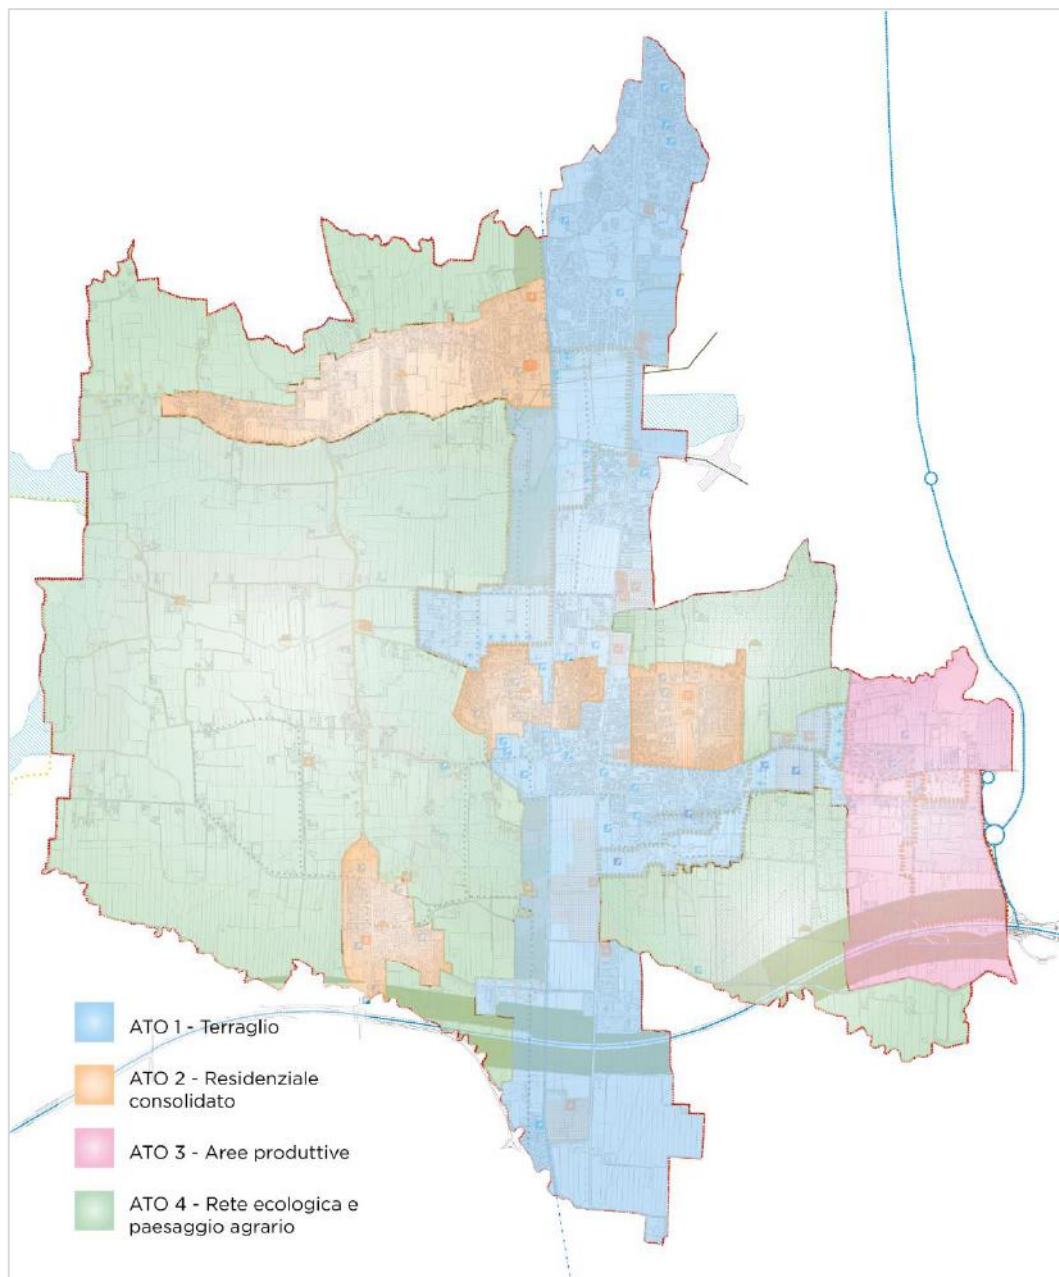 ATO 1 - Terraglio
ATO 2 - Residenziale
consolidato
ATO 3 - Aree produttive
ATO 4 - Rete ecologica e
paesaggio agrario